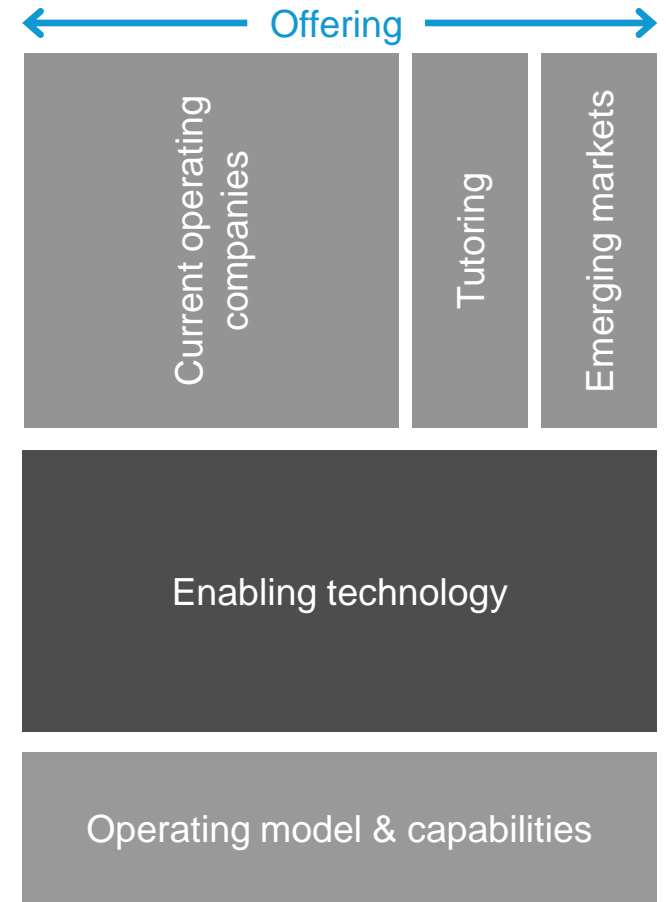 Offering
Current operating
companies
Tutoring
Emerging markets
Enabling technology
Operating model & capabilities